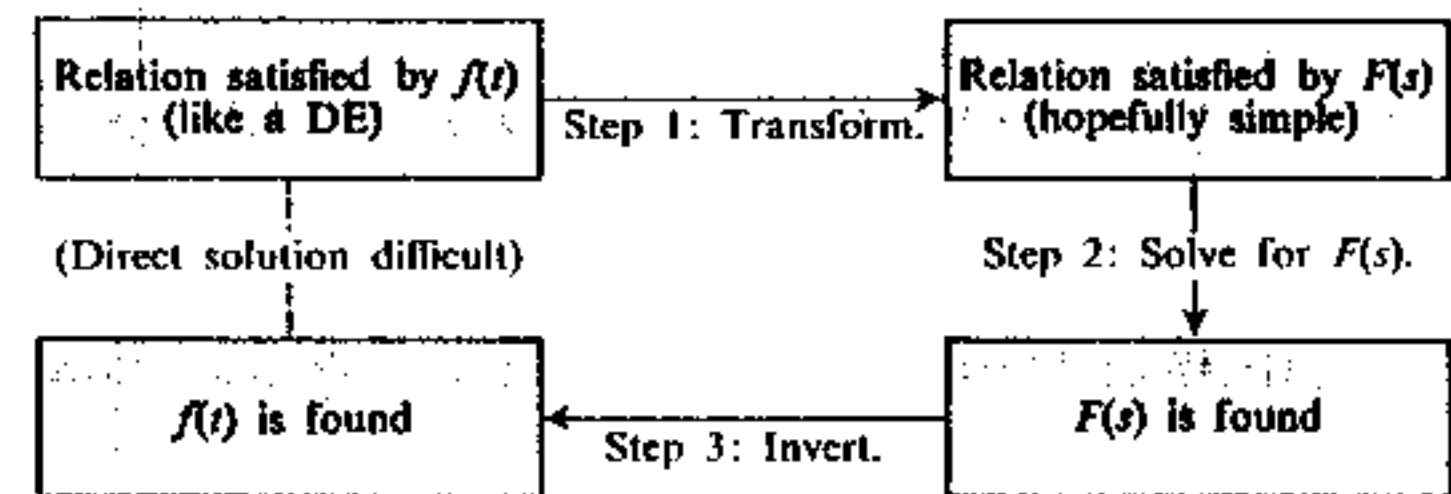 Relation satisfied by f(t)
(like a DE)
Step 1: Transform.
Relation satisfied by F(s)
(hopefully simple)
(Direct solution difficult)
Step 2: Solve for F(s).
f(t) is found
Step 3: Invert.
F(s) is found